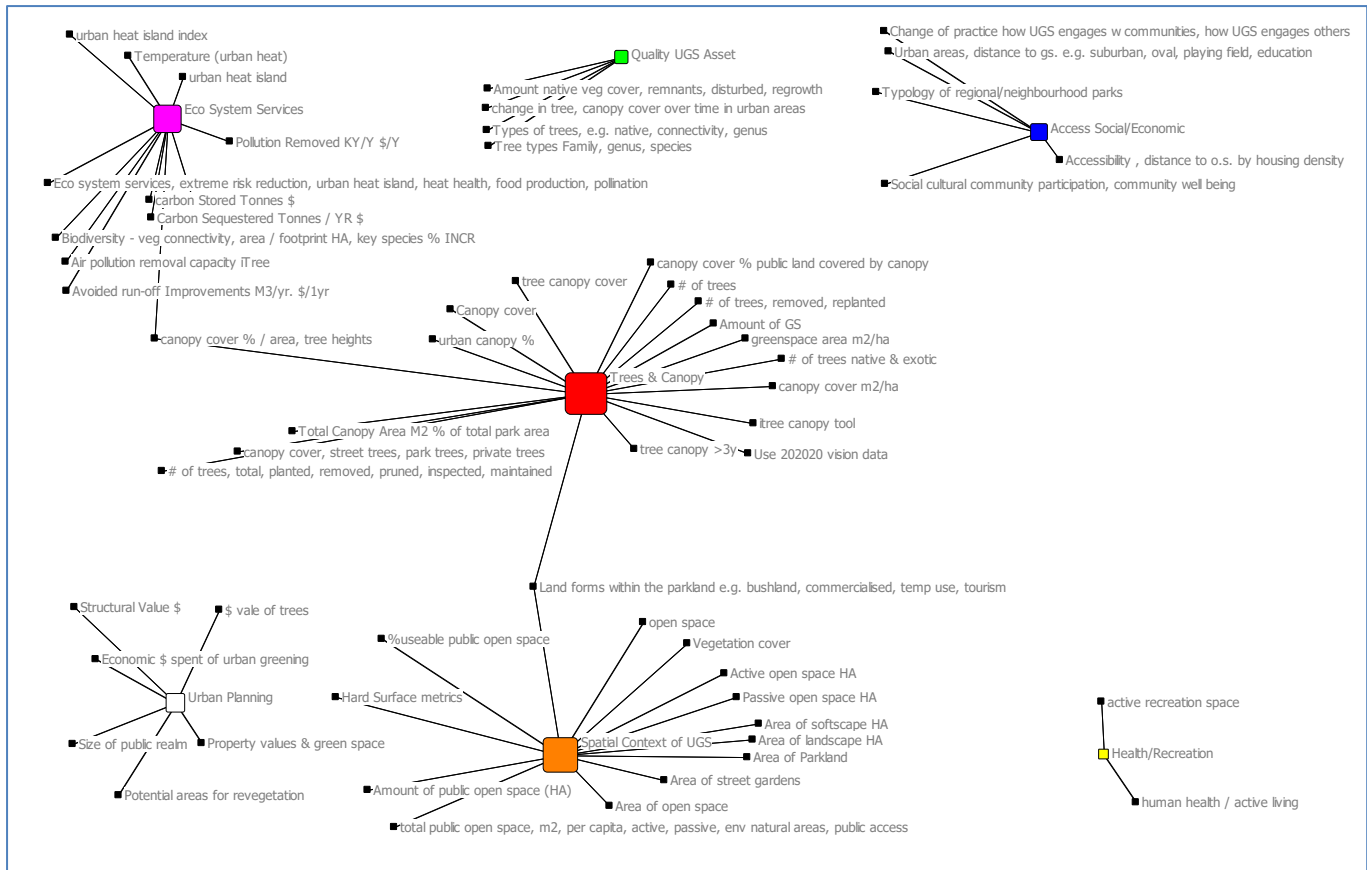 urban heat island index
Temperature (urban heat)
urban heat island
Eco System Services
Pollution Removed KY/Y $/Y
Eco system services, extreme risk reduction, urban heat island, heat health, food production, pollination
carbon Stored Tonnes $
Carbon Sequestered Tonnes / YR $
Biodiversity - veg connectivity, area / footprint HA, key species % INCR
Air pollution removal capacity iTree
Avoided run-off Improvements M3/yr. $/1yr
canopy cover % / area, tree heights
Quality UGS Asset
Amount native veg cover, remnants, disturbed, regrowth
change in tree, canopy cover over time in urban areas
Types of trees, e.g. native, connectivity, genus
Tree types Family, genus, species
Change of practice how UGS engages w communities, how UGS engages others
Urban areas, distance to gs. e.g. suburban, oval, playing field, education
Typology of regional/neighbourhood parks
Access Social/Economic
Accessibility , distance to o.s. by housing density
Social cultural community participation, community well being
canopy cover % public land covered by canopy
tree canopy cover
# of trees
# of trees, removed, replanted
Canopy cover
Amount of GS
urban canopy %
greenspace area m2/ha
# of trees native & exotic
Trees & Canopy
canopy cover m2/ha
itree canopy tool
Total Canopy Area M2 % of total park area
tree canopy >3y
Use 202020 vision data
canopy cover, street trees, park trees, private trees
# of trees, total, planted, removed, pruned, inspected, maintained
Land forms within the parkland e.g. bushland, commercialised, temp use, tourism
Structural Value $
$ vale of trees
Economic $ spent of urban greening
Urban Planning
Size of public realm
Property values & green space
Potential areas for revegetation
%useable public open space
open space
Vegetation cover
Active open space HA
Hard Surface metrics
Passive open space HA
Area of softscape HA
Spatial Context of UGS
Area of landscape HA
Area of Parkland
Area of street gardens
Amount of public open space (HA)
Area of open space
total public open space, m2, per capita, active, passive, env natural areas, public access
active recreation space
Health/Recreation
human health / active living